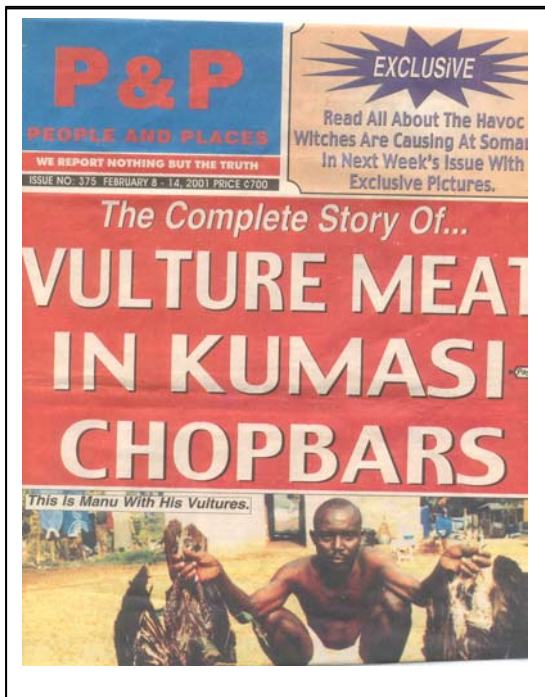 P&P
PEOPLE AND PLACES
WE REPORT NOTHING BUT THE TRUTH
ISSUE NO: 375 FEBRUARY 8 - 14, 2001 PRICE ¢700
EXCLUSIVE
Read All About The Havoc
Witches Are Causing At
In Next Week's Issue With
Exclusive Pictures.
The Complete Story Of...
VULTURE MEAT
IN KUMASI
CHOPBARS
This Is Manu With His Vultures.